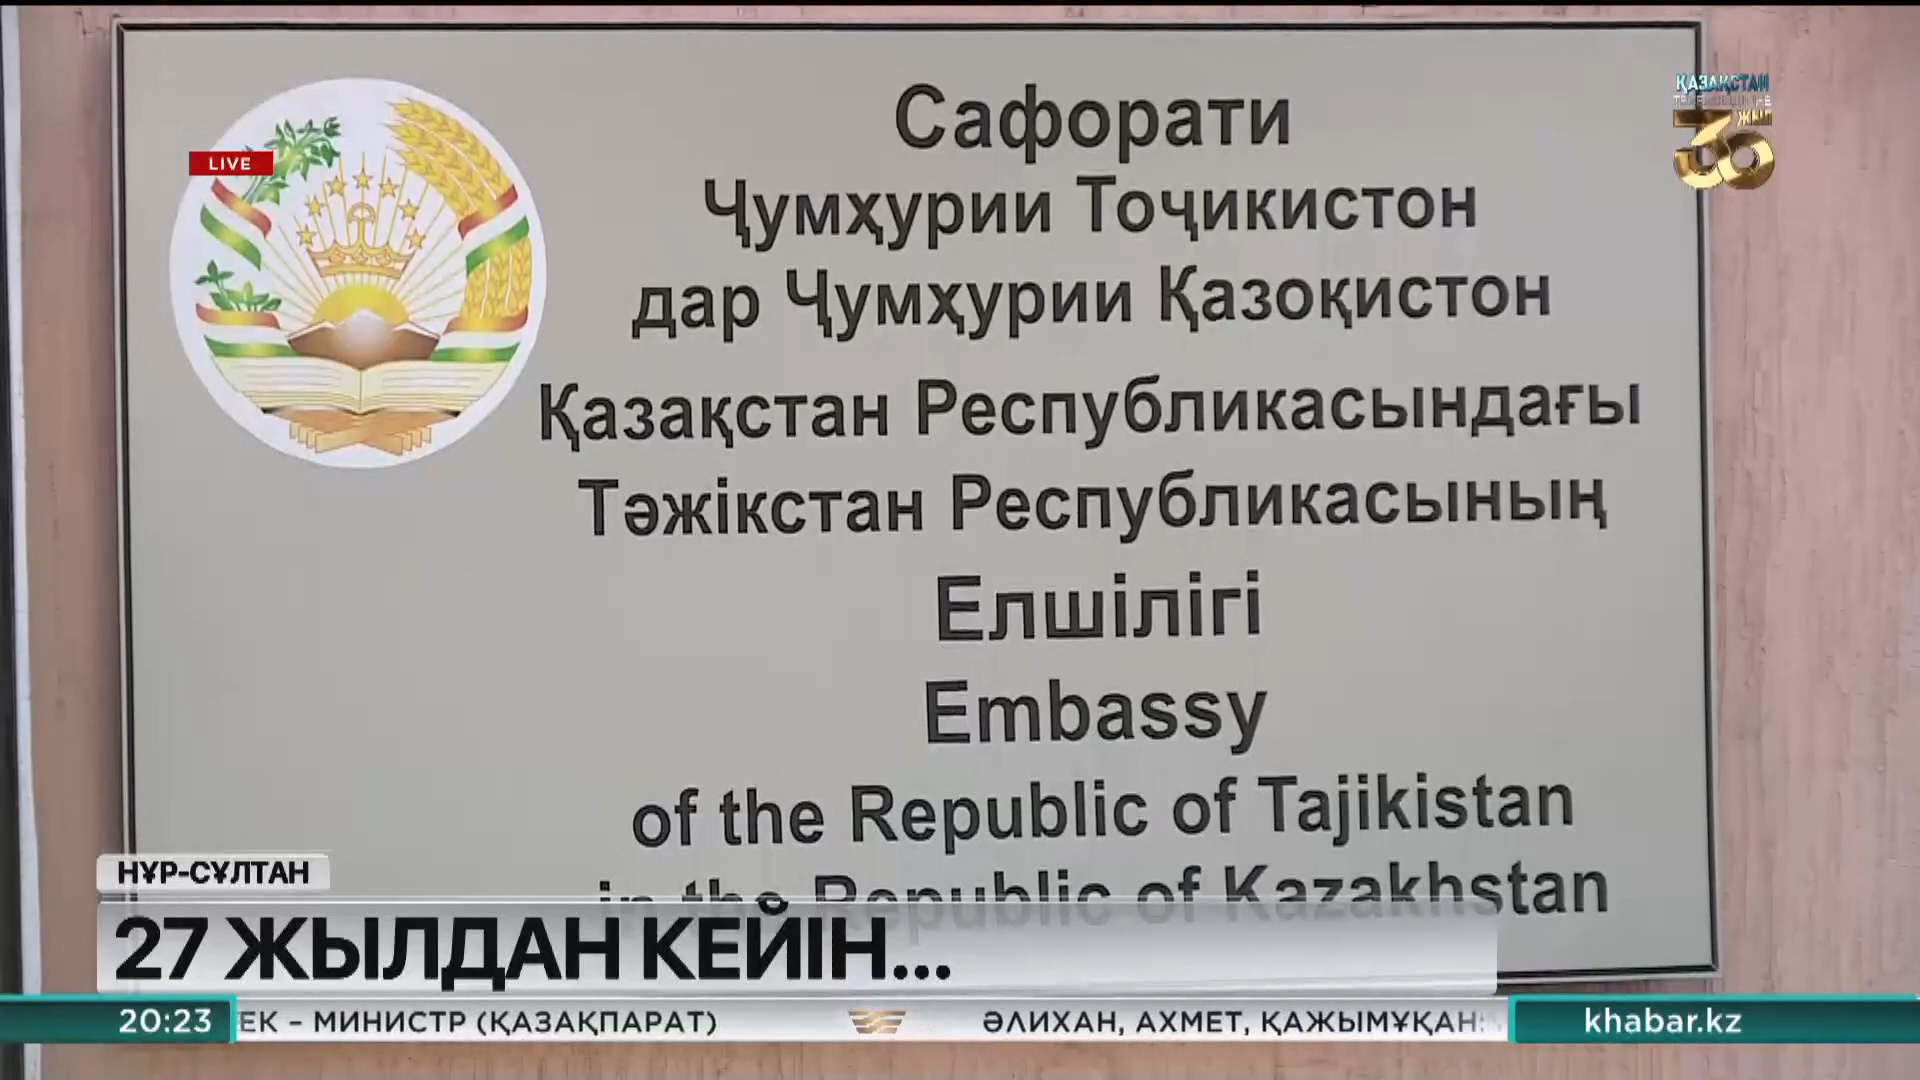 Сафорати
Ҷумҳурии Тоҷикистон
дар Ҷумҳурии Қазоқистон
Қазақстан Республикасындағы
Тәжікстан Республикасының
Елшілігі
Embassy
of the Republic of Tajikistan
in the Republic of Kazakhstan
LIVE
ҚАЗАҚСТАН
30 ЖЫЛ
НҰР-СҰЛТАН
27 ЖЫЛДАН КЕЙІН...
20:23
ЕК – МИНИСТР (ҚАЗАҚПАРАТ)
ӘЛИХАН, АХМЕТ, ҚАЖЫМҰҚАН:
khabar.kz